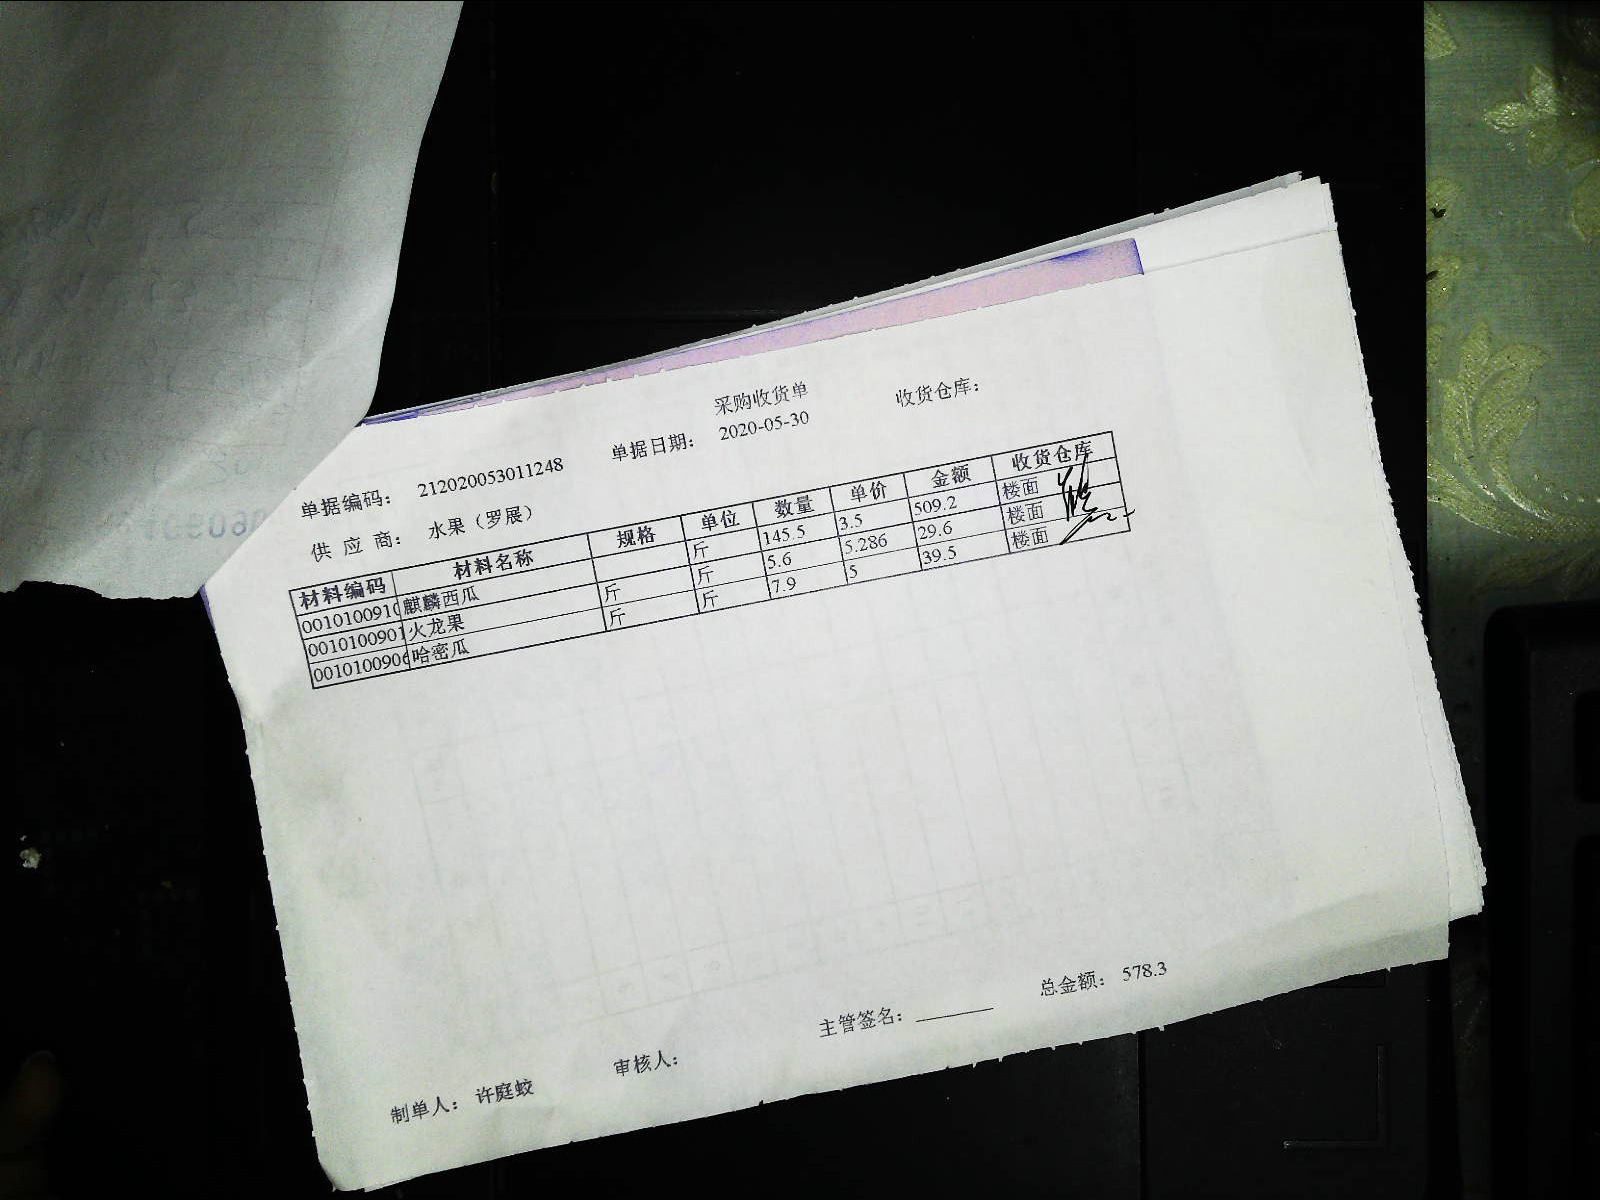 采购收货单
单据编码： 212020053011248 单据日期： 2020-05-30 收货仓库：
供 应 商： 水果（罗展）
材料编码 材料名称 规格 单位 数量 单价 金额 收货仓库
0010100910 麒麟西瓜 斤 145.5 3.5 509.2 楼面
0010100901 火龙果 斤 斤 5.6 5.286 29.6 楼面
0010100906 哈密瓜 斤 斤 7.9 5 39.5 楼面
制单人： 许庭蛟 审核人： 主管签名： 总金额： 578.3